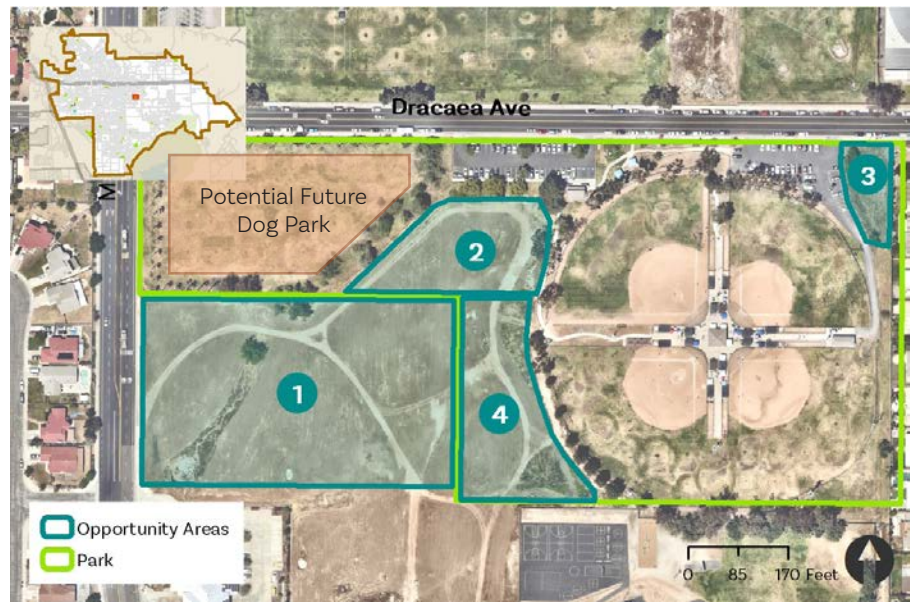 Dracaea Ave
M
Potential Future
Dog Park
3
2
1
4
Opportunity Areas
Park
0 85 170 Feet